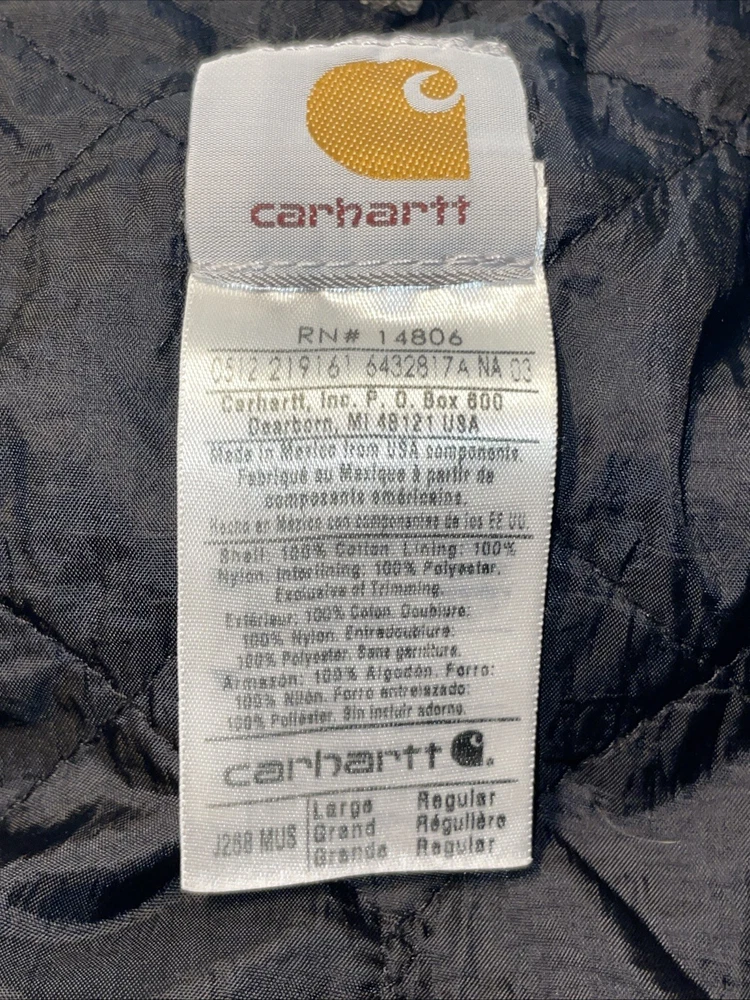 carhartt
RN# 14806
0512 219161 6432817A NA 03
Carhartt, Inc. P. O. Box 600
Dearborn, MI 48121 USA
Made in Mexico from USA components.
Fabriqué au Mexique à partir de
composants américains.
Hecho en Mexico con componentes de los EE UU.
Shell: 100% Cotton. Lining: 100%
Nylon. Interlining: 100% Polyester.
Exclusive of Trimming.
Extérieur: 100% Coton. Doublure:
100% Nylon. Entredoublure:
100% Polyester. Sans garniture.
Armasón: 100% Algodón. Forro:
100% Nilón. Forro entrelazado:
100% Poliester. Sin incluir adorno.
carhartt
J268 MUS Large Regular
Grand Régulière
Grande Regular